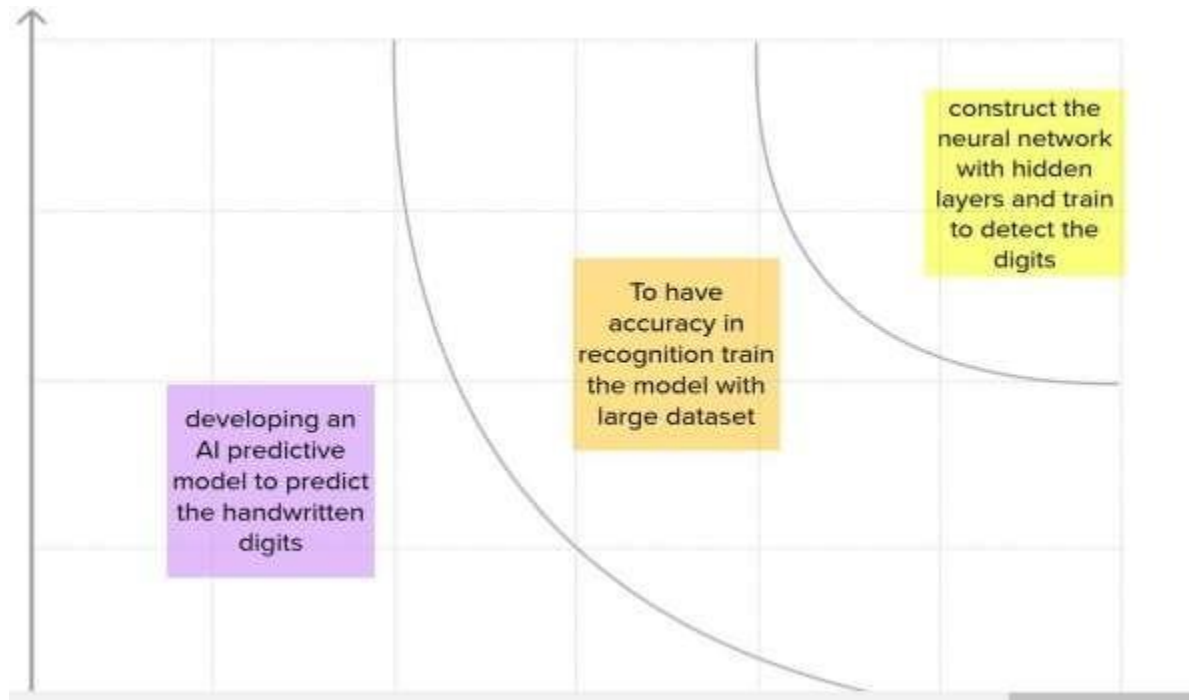 developing an
AI predictive
model to predict
the handwritten
digits
To have
accuracy in
recognition train
the model with
large dataset
construct the
neural network
with hidden
layers and train
to detect the
digits